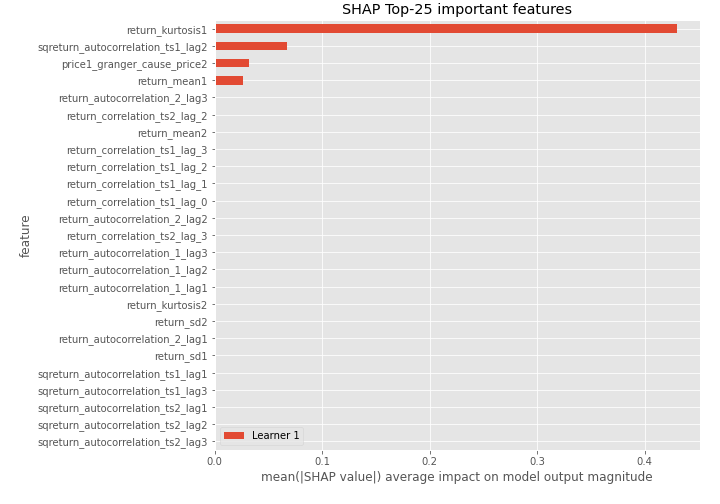 SHAP Top-25 important features
return_kurtosis1
sqreturn_autocorrelation_ts1_lag2
price1_granger_cause_price2
return_mean1
return_autocorrelation_2_lag3
return_correlation_ts2_lag_2
return_mean2
return_correlation_ts1_lag_3
return_correlation_ts1_lag_2
return_correlation_ts1_lag_1
return_correlation_ts1_lag_0
return_autocorrelation_2_lag2
return_correlation_ts2_lag_3
return_autocorrelation_1_lag3
return_autocorrelation_1_lag2
return_autocorrelation_1_lag1
return_kurtosis2
return_sd2
return_autocorrelation_2_lag1
return_sd1
sqreturn_autocorrelation_ts1_lag1
sqreturn_autocorrelation_ts1_lag3
sqreturn_autocorrelation_ts2_lag1
sqreturn_autocorrelation_ts2_lag2
sqreturn_autocorrelation_ts2_lag3
feature
Learner 1
0.0 0.1 0.2 0.3 0.4
mean(|SHAP value|) average impact on model output magnitude